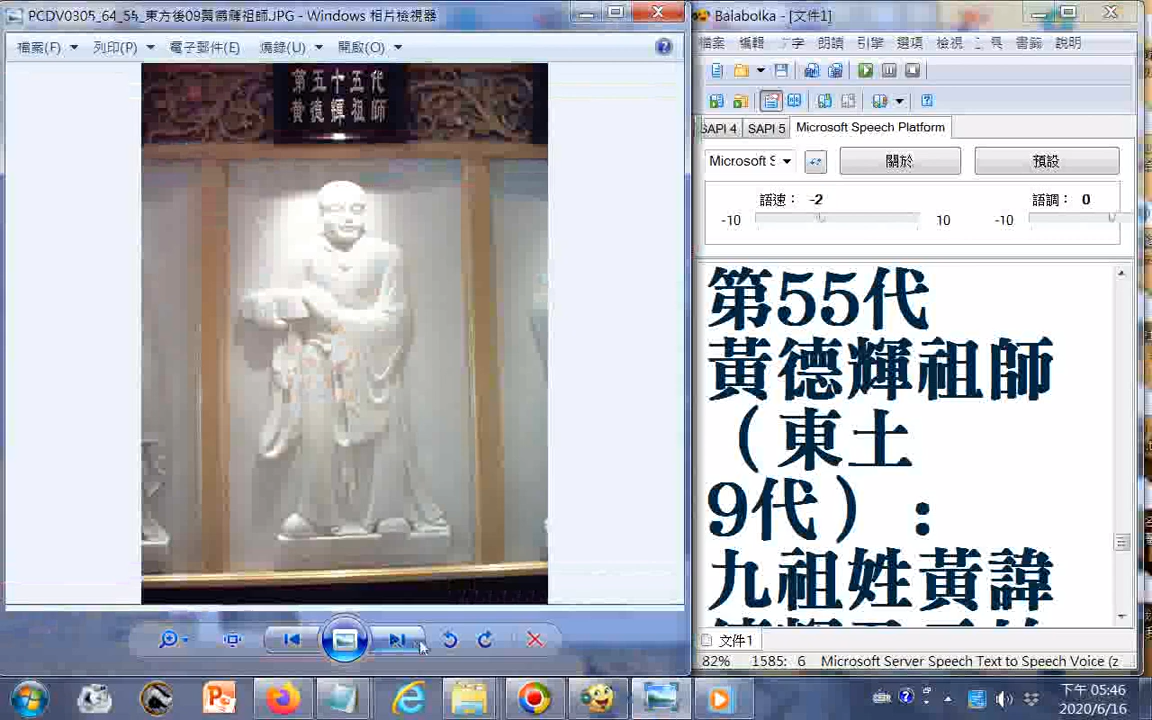 PCDV0305_64_55_東方後09黃德輝祖師.JPG - Windows 相片檢視器
檔案(F) 列印(P) 電子郵件(E) 燒錄(U) 開啟(O)
第五十五代
黃德輝祖師
Balabolka - [文件1]
檔案 編輯 文字 朗讀 引擎 選項 檢視 工具 書籤 說明
SAPI 4 SAPI 5 Microsoft Speech Platform
Microsoft S 關於 預設
語速： -2 語調： 0
-10 10 -10
第55代
黃德輝祖師
（東土
9代）：
九祖姓黃諱
文件1
82% 1585: 6 Microsoft Server Speech Text to Speech Voice (z
下午 05:46
2020/6/16